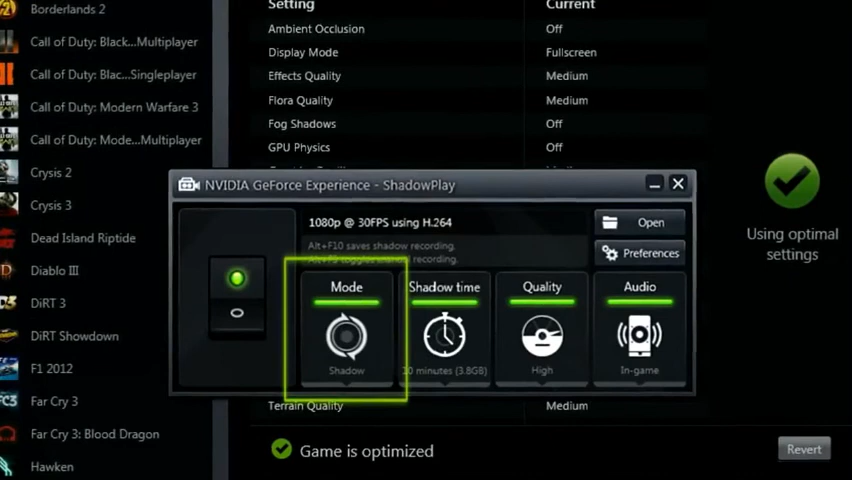 Borderlands 2
Call of Duty: Black...Multiplayer
Call of Duty: Blac...Singleplayer
Call of Duty: Modern Warfare 3
Call of Duty: Mode...Multiplayer
Crysis 2
Crysis 3
Dead Island Riptide
Diablo III
DiRT 3
DiRT Showdown
F1 2012
Far Cry 3
Far Cry 3: Blood Dragon
Hawken
Setting Current
Ambient Occlusion Off
Display Mode Fullscreen
Effects Quality Medium
Flora Quality Medium
Fog Shadows Off
GPU Physics Off
NVIDIA GeForce Experience - ShadowPlay
1080p @ 30FPS using H.264
Open
Alt+F10 saves shadow recording.
recording.
Preferences
Mode Shadow time Quality Audio
Shadow 10 minutes (3.8GB) High In-game
Terrain Quality Medium
Game is optimized
Revert
Using optimal
settings